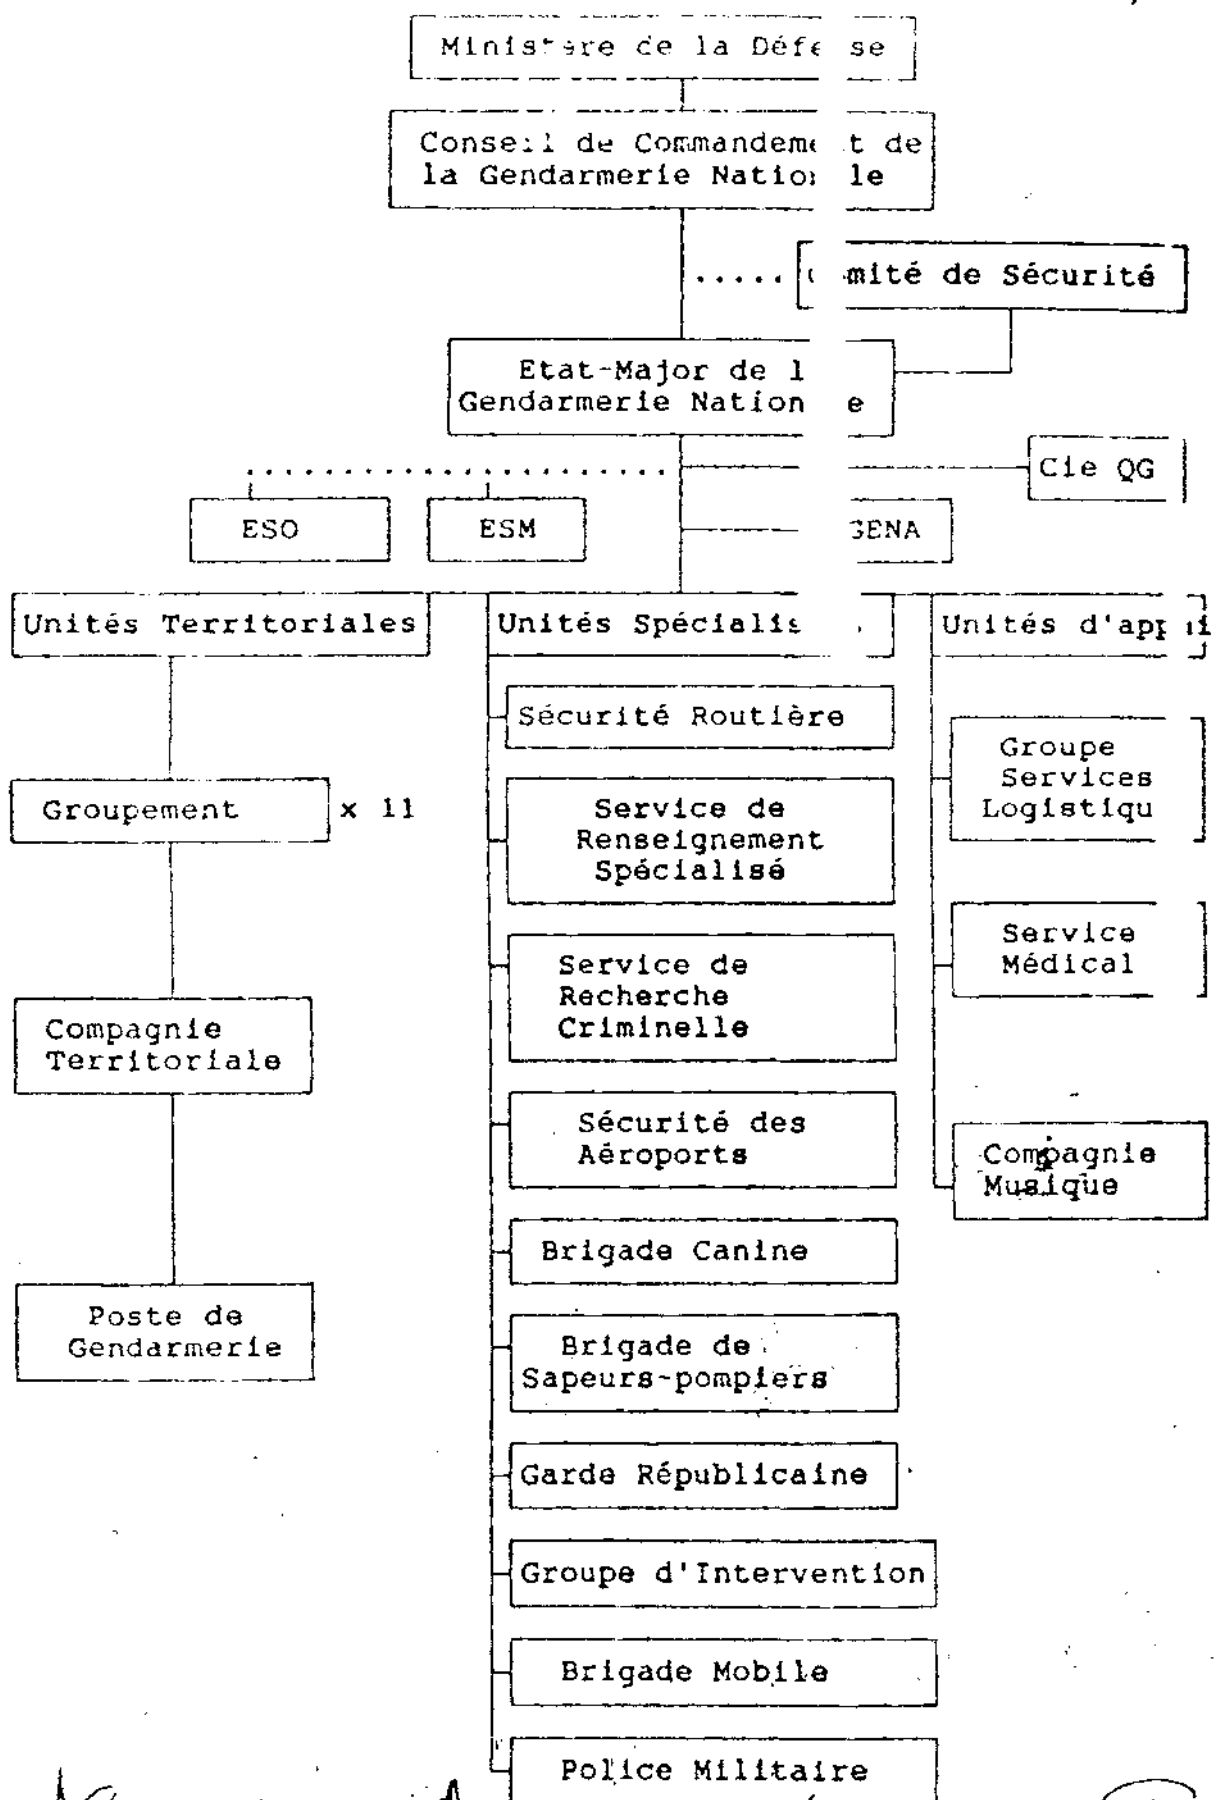 Ministère de la Défe se
Conseil de Commandeme t de
la Gendarmerie Natio le
..... mité de Sécurité
Etat-Major de l
Gendarmerie Nation e
Cie QG
ESO
ESM
GENA
Unités Territoriales
Unités Spécialis
Unités d'app i
Sécurité Routière
Groupe
Services
Logistiqu
Groupement x 11
Service de
Renseignement
Spécialisé
Service
Médical
Service de
Recherche
Criminelle
Compagnie
Territoriale
Sécurité des
Aéroports
Compagnie
Musique
Brigade Canine
Poste de
Gendarmerie
Brigade de
Sapeurs-pompiers
Garde Républicaine
Groupe d'Intervention
Brigade Mobile
Police Militaire